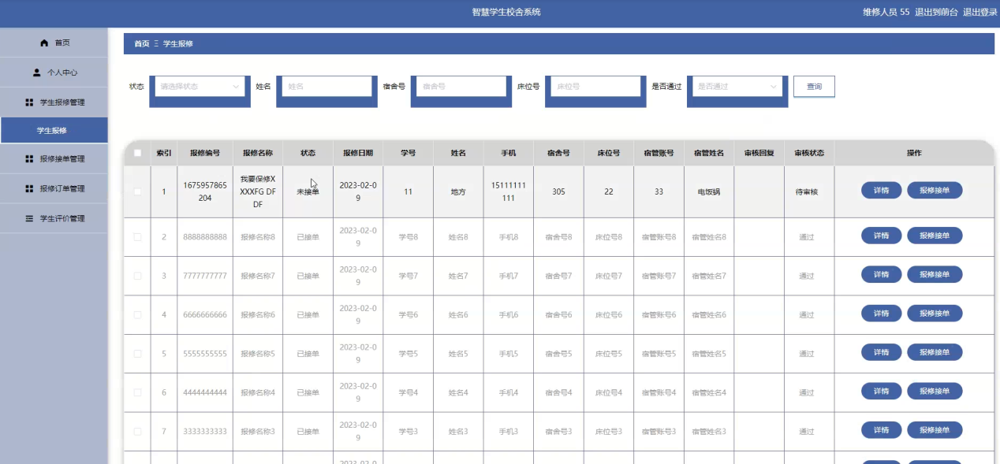 智慧学生校舍系统
维修人员 55 退出到前台 退出登录
首页
个人中心
学生报修管理
学生报修
报修接单管理
报修订单管理
学生评价管理
首页 Ξ 学生报修
状态 请选择状态 姓名 姓名 宿舍号 宿舍号 床位号 床位号 是否通过 是否通过 查询
索引 报修编号 报修名称 状态 报修日期 学号 姓名 手机 宿舍号 床位号 宿管账号 宿管姓名 审核回复 审核状态 操作
1 1675957865204 我要保修XXXXFG DFDF 未接单 2023-02-09 11 地方 15111111111 305 22 33 电饭锅 待审核 详情 报修接单
2 8888888888 报修名称8 已接单 2023-02-09 学号8 姓名8 手机8 宿舍号8 床位号8 宿管账号8 宿管姓名8 通过 详情 报修接单
3 7777777777 报修名称7 已接单 2023-02-09 学号7 姓名7 手机7 宿舍号7 床位号7 宿管账号7 宿管姓名7 通过 详情 报修接单
4 6666666666 报修名称6 已接单 2023-02-09 学号6 姓名6 手机6 宿舍号6 床位号6 宿管账号6 宿管姓名6 通过 详情 报修接单
5 5555555555 报修名称5 已接单 2023-02-09 学号5 姓名5 手机5 宿舍号5 床位号5 宿管账号5 宿管姓名5 通过 详情 报修接单
6 4444444444 报修名称4 已接单 2023-02-09 学号4 姓名4 手机4 宿舍号4 床位号4 宿管账号4 宿管姓名4 通过 详情 报修接单
7 3333333333 报修名称3 已接单 2023-02-09 学号3 姓名3 手机3 宿舍号3 床位号3 宿管账号3 宿管姓名3 通过 详情 报修接单